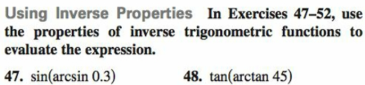 Using Inverse Properties In Exercises 47–52, use
the properties of inverse trigonometric functions to
evaluate the expression.
47. sin(arcsin 0.3) 48. tan(arctan 45)